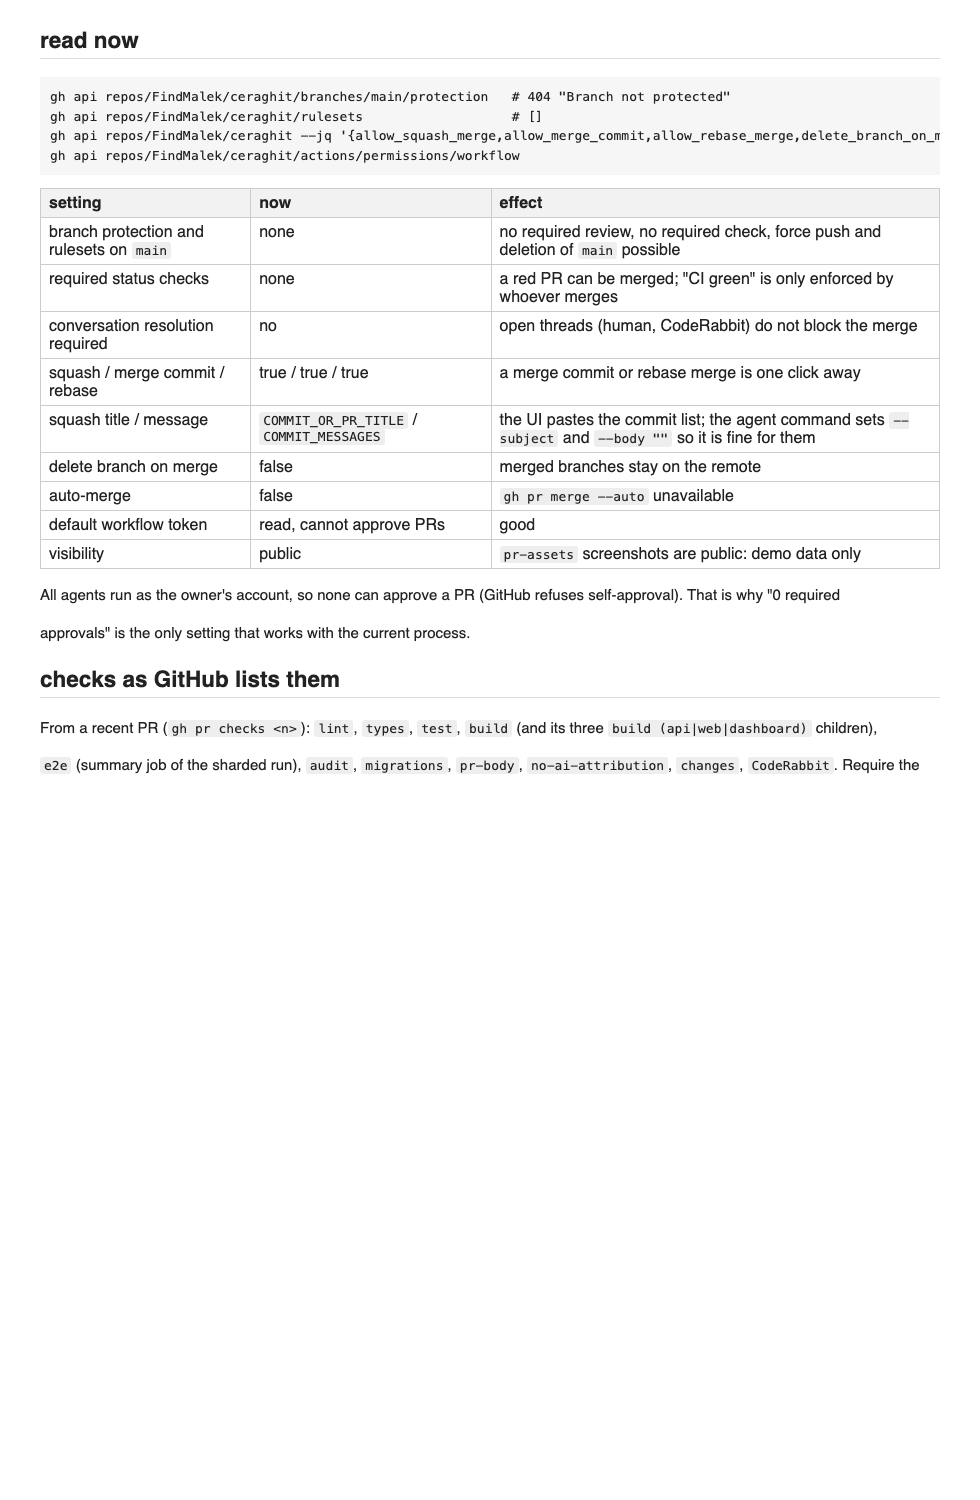 read now
gh api repos/FindMalek/ceraghit/branches/main/protection   # 404 "Branch not protected"
gh api repos/FindMalek/ceraghit/rulesets                   # []
gh api repos/FindMalek/ceraghit --jq '{allow_squash_merge,allow_merge_commit,allow_rebase_merge,delete_branch_on_m
gh api repos/FindMalek/ceraghit/actions/permissions/workflow
setting now effect
branch protection and
rulesets on main
none
no required review, no required check, force push and
deletion of main possible
required status checks
none
a red PR can be merged; "CI green" is only enforced by
whoever merges
conversation resolution
required
no
open threads (human, CodeRabbit) do not block the merge
squash / merge commit /
rebase
true / true / true
a merge commit or rebase merge is one click away
squash title / message
COMMIT_OR_PR_TITLE /
COMMIT_MESSAGES
the UI pastes the commit list; the agent command sets --
subject and --body "" so it is fine for them
delete branch on merge
false
merged branches stay on the remote
auto-merge
false
gh pr merge --auto unavailable
default workflow token
read, cannot approve PRs
good
visibility
public
pr-assets screenshots are public: demo data only
All agents run as the owner's account, so none can approve a PR (GitHub refuses self-approval). That is why "0 required
approvals" is the only setting that works with the current process.
checks as GitHub lists them
From a recent PR (gh pr checks <n>): lint, types, test, build (and its three build (api|web|dashboard) children),
e2e (summary job of the sharded run), audit, migrations, pr-body, no-ai-attribution, changes, CodeRabbit. Require the